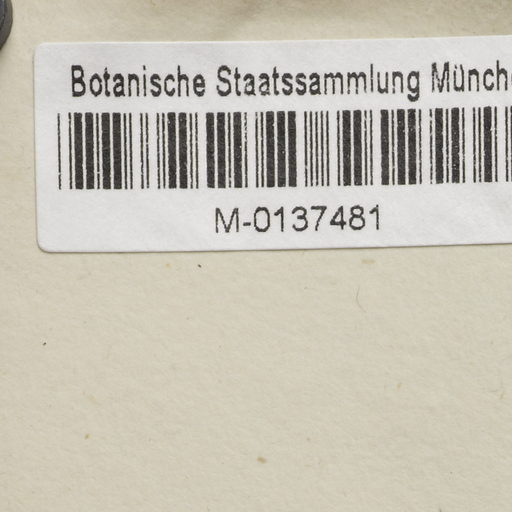 Botanische Staatssammlung Münch
M-0137481